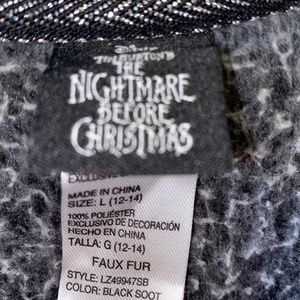 Disney
TIM BURTON'S
THE
NIGHTMARE
BEFORE
CHRISTMAS
EXCLUSIVE
MADE IN CHINA
SIZE: L (12-14)
100% POLIÉSTER
EXCLUSIVO DE DECORACIÓN
HECHO EN CHINA
TALLA: G (12-14)
FAUX FUR
STYLE: LZ49947SB
COLOR: BLACK SOOT